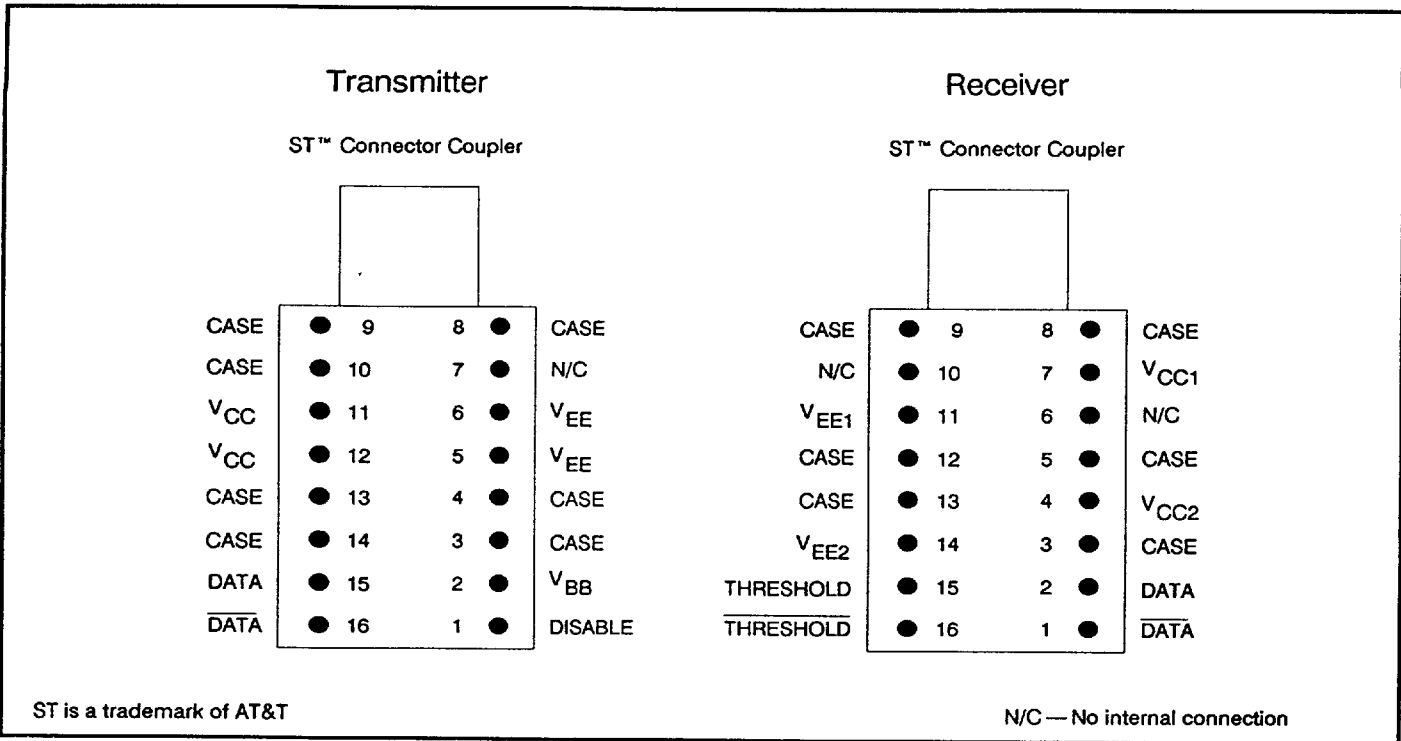 Transmitter
ST™ Connector Coupler
CASE 9 8 CASE
CASE 10 7 N/C
VCC 11 6 VEE
VCC 12 5 VEE
CASE 13 4 CASE
CASE 14 3 CASE
DATA 15 2 VBB
D̅A̅T̅A̅ 16 1 DISABLE
Receiver
ST™ Connector Coupler
CASE 9 8 CASE
N/C 10 7 VCC1
VEE1 11 6 N/C
CASE 12 5 CASE
CASE 13 4 VCC2
VEE2 14 3 CASE
THRESHOLD 15 2 DATA
T̅H̅R̅E̅S̅H̅O̅L̅D̅ 16 1 D̅A̅T̅A̅
ST is a trademark of AT&T
N/C — No internal connection